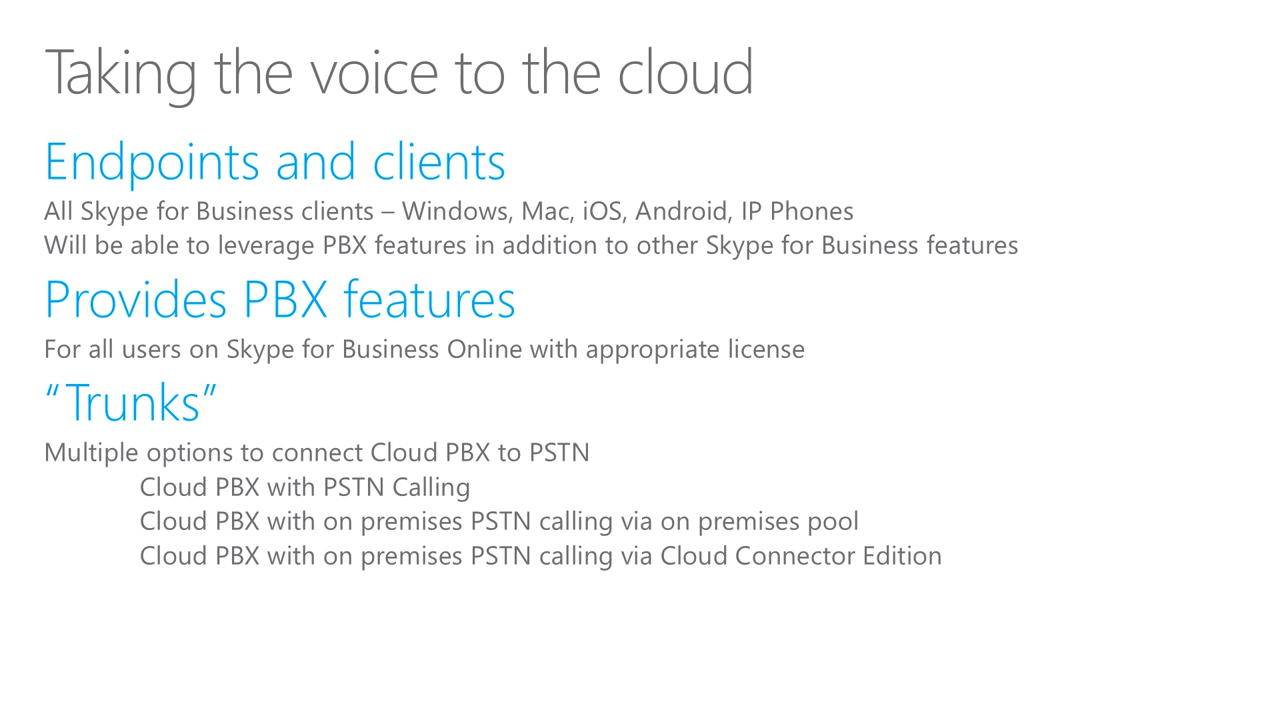 Taking the voice to the cloud
Endpoints and clients
All Skype for Business clients – Windows, Mac, iOS, Android, IP Phones
Will be able to leverage PBX features in addition to other Skype for Business features
Provides PBX features
For all users on Skype for Business Online with appropriate license
“Trunks”
Multiple options to connect Cloud PBX to PSTN
Cloud PBX with PSTN Calling
Cloud PBX with on premises PSTN calling via on premises pool
Cloud PBX with on premises PSTN calling via Cloud Connector Edition